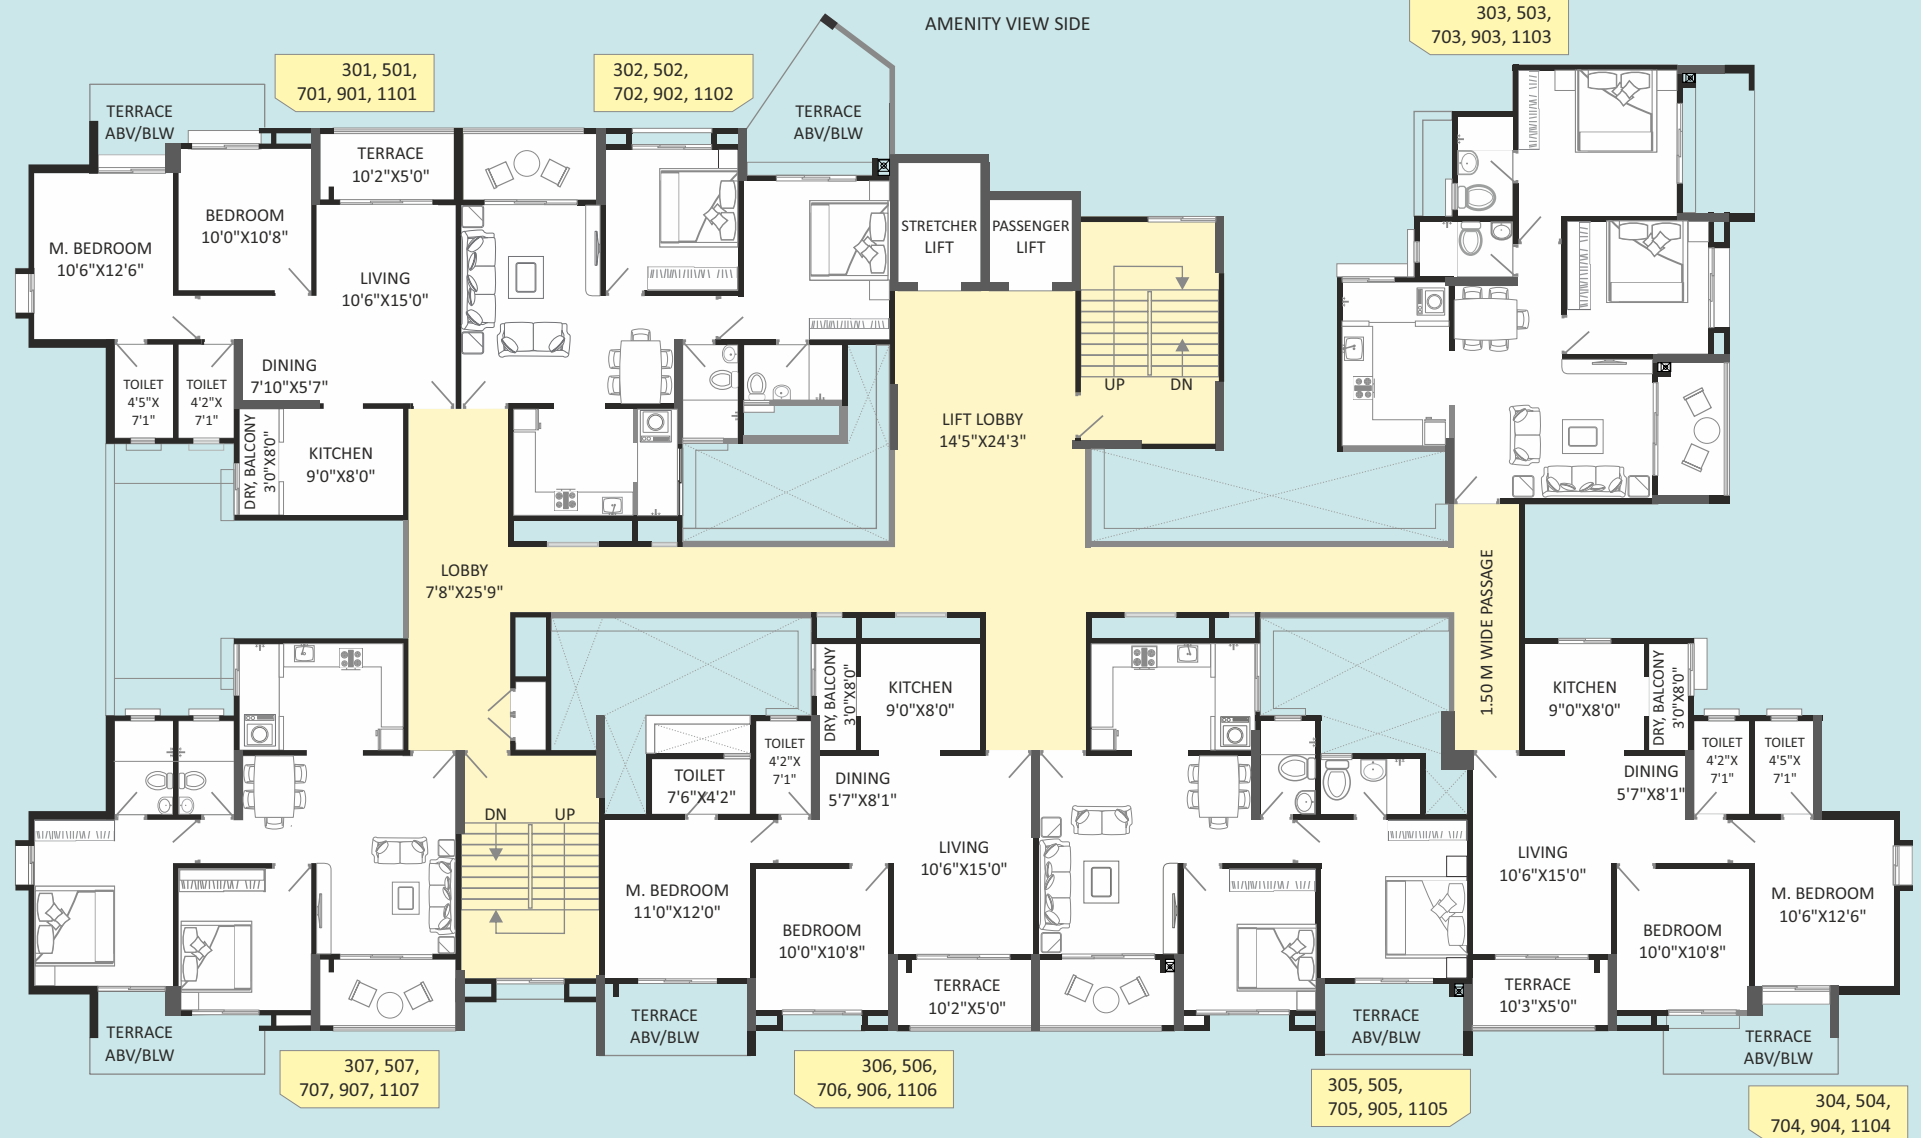 AMENITY VIEW SIDE
303, 503,
703, 903, 1103
301, 501,
701, 901, 1101
302, 502,
702, 902, 1102
TERRACE
ABV/BLW
TERRACE
ABV/BLW
TERRACE
10'2"X5'0"
M. BEDROOM
10'6"X12'6"
BEDROOM
10'0"X10'8"
LIVING
10'6"X15'0"
DINING
7'10"X5'7"
TOILET
4'5"X
7'1"
TOILET
4'2"X
7'1"
DRY, BALCONY
3'0"X8'0"
KITCHEN
9'0"X8'0"
STRETCHER
LIFT
PASSENGER
LIFT
UP
DN
LIFT LOBBY
14'5"X24'3"
LOBBY
7'8"X25'9"
1.50 M WIDE PASSAGE
DRY, BALCONY
3'0"X8'0"
KITCHEN
9'0"X8'0"
KITCHEN
9"0"X8'0"
DRY, BALCONY
3'0"X8'0"
TOILET
7'6"X4'2"
TOILET
4'2"X
7'1"
DINING
5'7"X8'1"
DINING
5'7"X8'1"
TOILET
4'2"X
7'1"
TOILET
4'5"X
7'1"
DN
UP
M. BEDROOM
11'0"X12'0"
BEDROOM
10'0"X10'8"
LIVING
10'6"X15'0"
TERRACE
10'2"X5'0"
LIVING
10'6"X15'0"
BEDROOM
10'0"X10'8"
M. BEDROOM
10'6"X12'6"
TERRACE
10'3"X5'0"
TERRACE
ABV/BLW
TERRACE
ABV/BLW
TERRACE
ABV/BLW
TERRACE
ABV/BLW
307, 507,
707, 907, 1107
306, 506,
706, 906, 1106
305, 505,
705, 905, 1105
304, 504,
704, 904, 1104